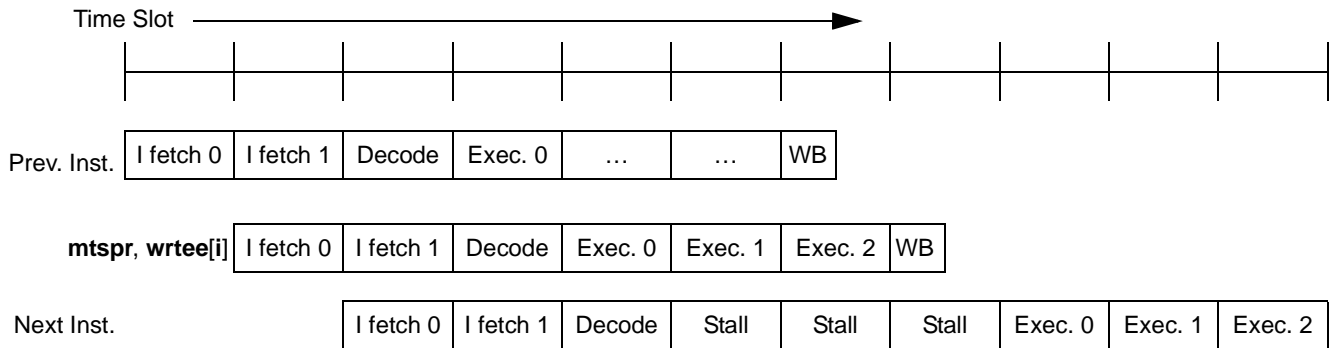 Time Slot
Prev. Inst. I fetch 0 I fetch 1 Decode Exec. 0 … … WB
mtspr, wrtee[i] I fetch 0 I fetch 1 Decode Exec. 0 Exec. 1 Exec. 2 WB
Next Inst. I fetch 0 I fetch 1 Decode Stall Stall Stall Exec. 0 Exec. 1 Exec. 2